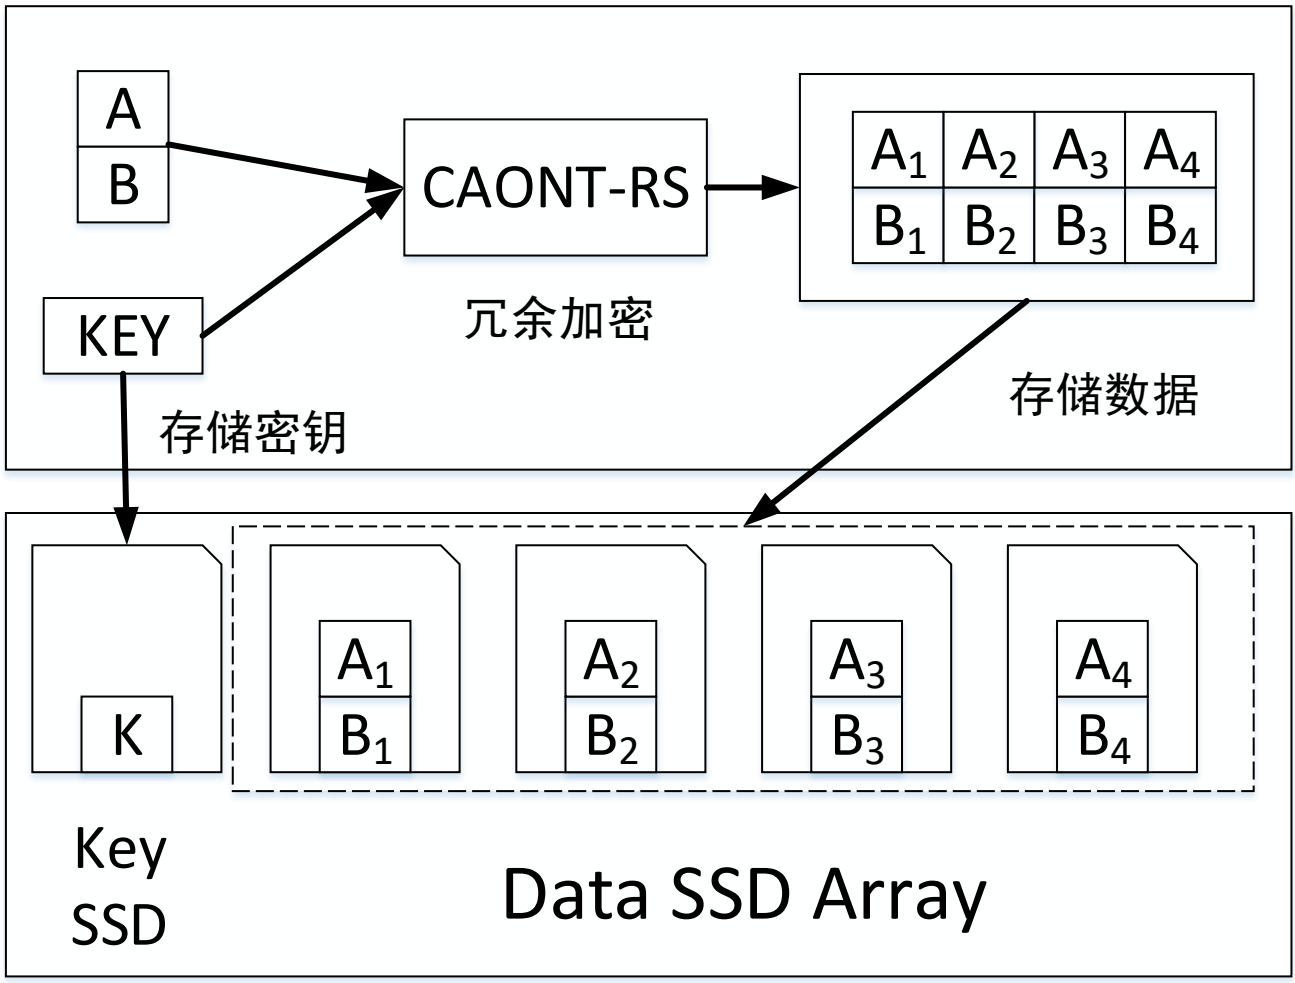 A
B
KEY
CAONT-RS
冗余加密
A₁ A₂ A₃ A₄
B₁ B₂ B₃ B₄
存储密钥
存储数据
K
A₁ A₂ A₃ A₄
B₁ B₂ B₃ B₄
Key
SSD
Data SSD Array